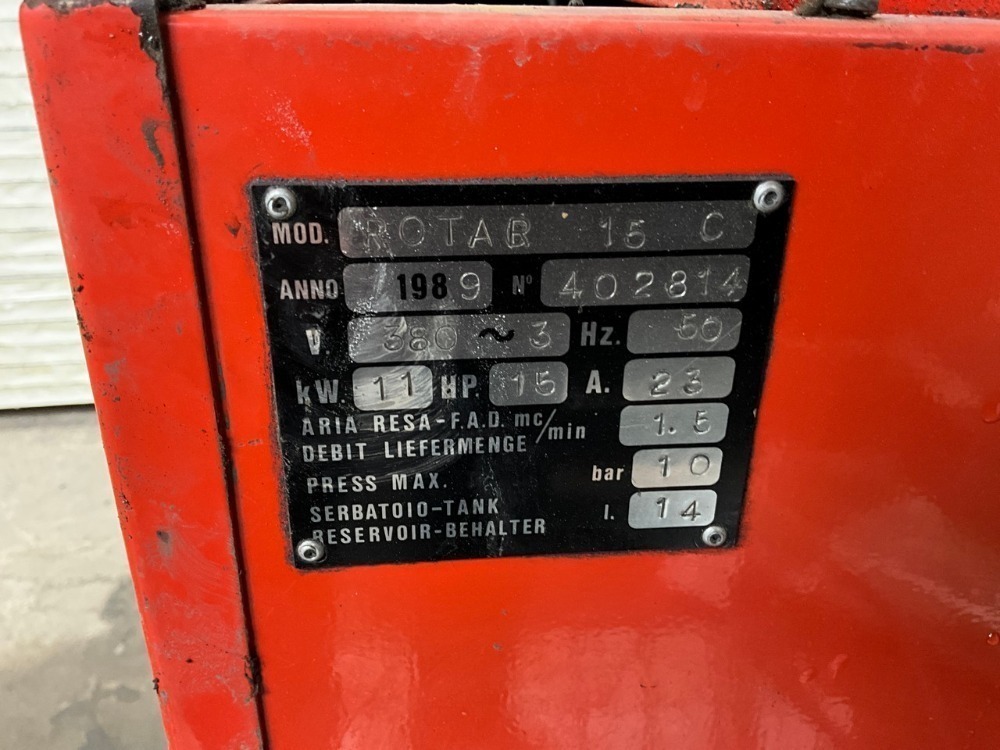 MOD. ROTAR 15 C
ANNO 1989 N° 402814
V. 380 ~ 3 Hz. 50
kW. 11 HP. 15 A. 23
ARIA RESA-F.A.D. mc/min 1.5
DEBIT LIEFERMENGE
PRESS MAX. bar 10
SERBATOIO-TANK l. 14
RESERVOIR-BEHALTER